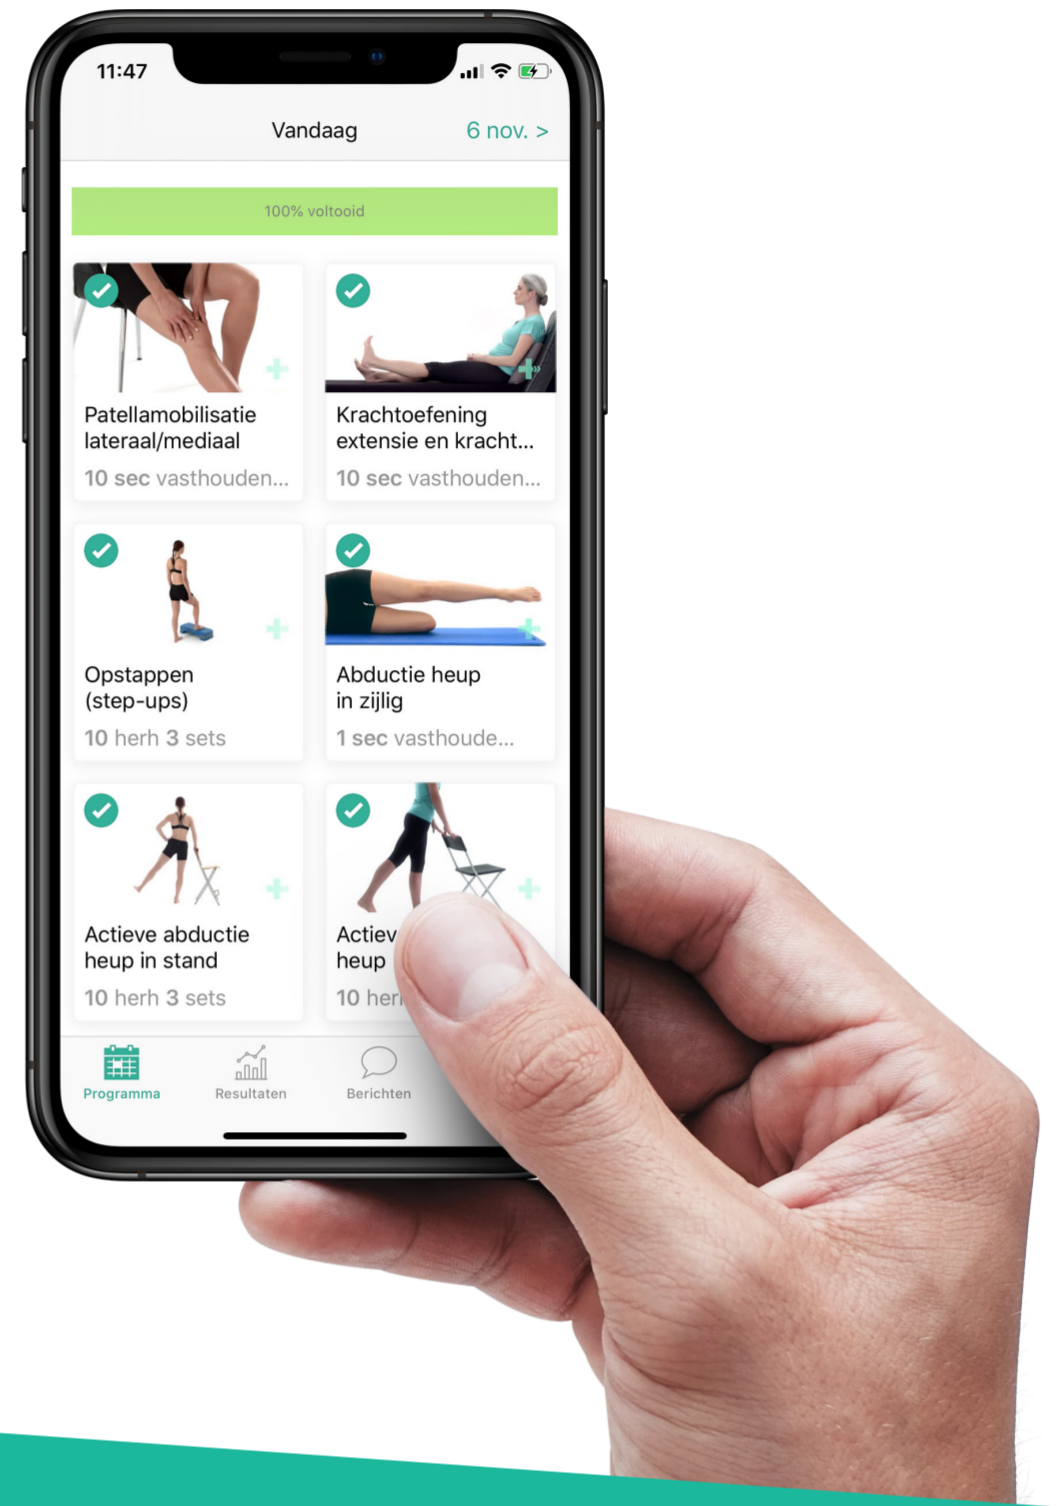 11:47
Vandaag
6 nov. >
100% voltooid
Patellamobilisatie
lateraal/mediaal
10 sec vasthouden...
Krachtoefening
extensie en kracht...
10 sec vasthouden...
Opstappen
(step-ups)
10 herh 3 sets
Abductie heup
in zijlig
1 sec vasthoude...
Actieve abductie
heup in stand
10 herh 3 sets
heup
10
Programma
Resultaten
Berichten